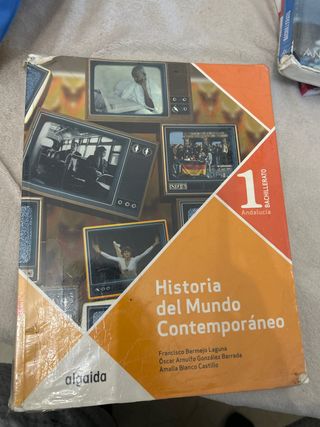 1
BACHILLERATO
Andalucía
Historia
del Mundo
Contemporáneo
Francisco Bermejo Laguna
Óscar Arnulfo González Barrada
Amalia Blanco Castillo
algaida